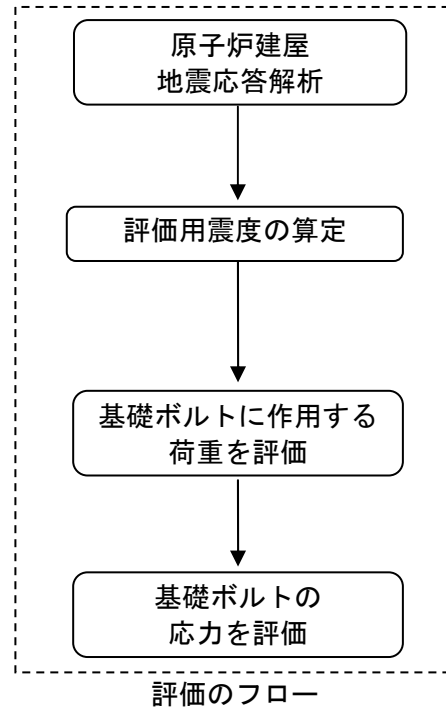 原子炉建屋
地震応答解析
評価用震度の算定
基礎ボルトに作用する
荷重を評価
基礎ボルトの
応力を評価
評価のフロー